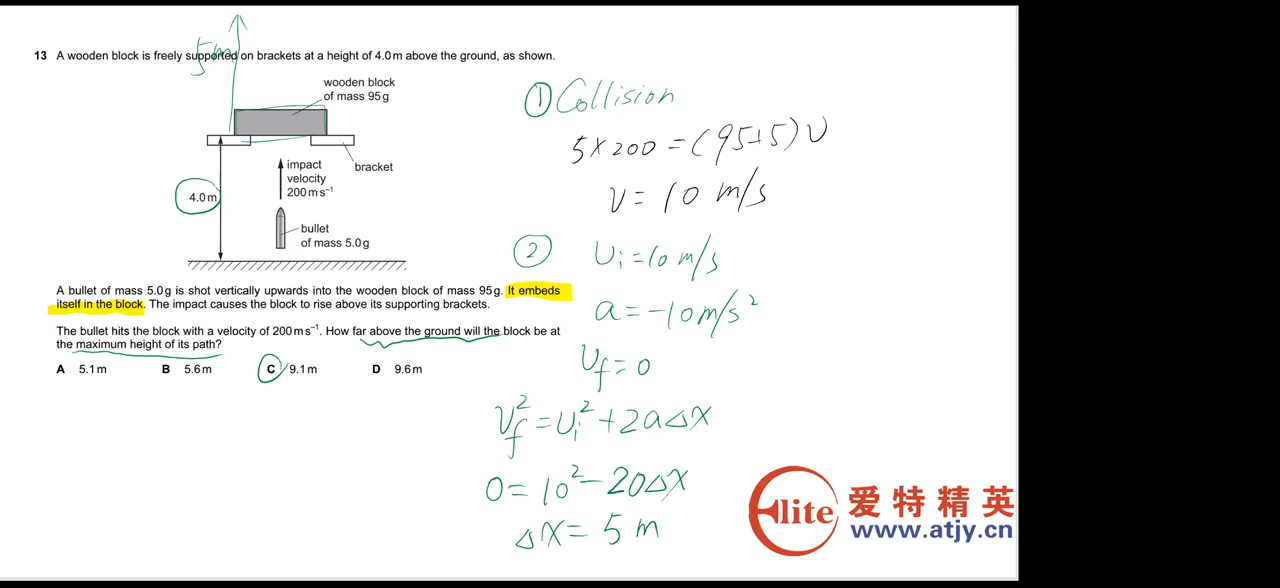 5m
13 A wooden block is freely supported on brackets at a height of 4.0 m above the ground, as shown.
wooden block
of mass 95 g
impact
velocity
200 m s⁻¹
bracket
4.0 m
bullet
of mass 5.0 g
A bullet of mass 5.0 g is shot vertically upwards into the wooden block of mass 95 g. It embeds
itself in the block. The impact causes the block to rise above its supporting brackets.
The bullet hits the block with a velocity of 200 m s⁻¹. How far above the ground will the block be at
the maximum height of its path?
A 5.1 m B 5.6 m C 9.1 m D 9.6 m
① Collision
5×200=(95+5)υ
υ=10 m/s
② υᵢ=10 m/s
a=-10 m/s²
υf=0
υf²=υᵢ²+2aΔx
0=10²-20Δx
Δx=5 m
Elite 爱特精英
www.atjy.cn